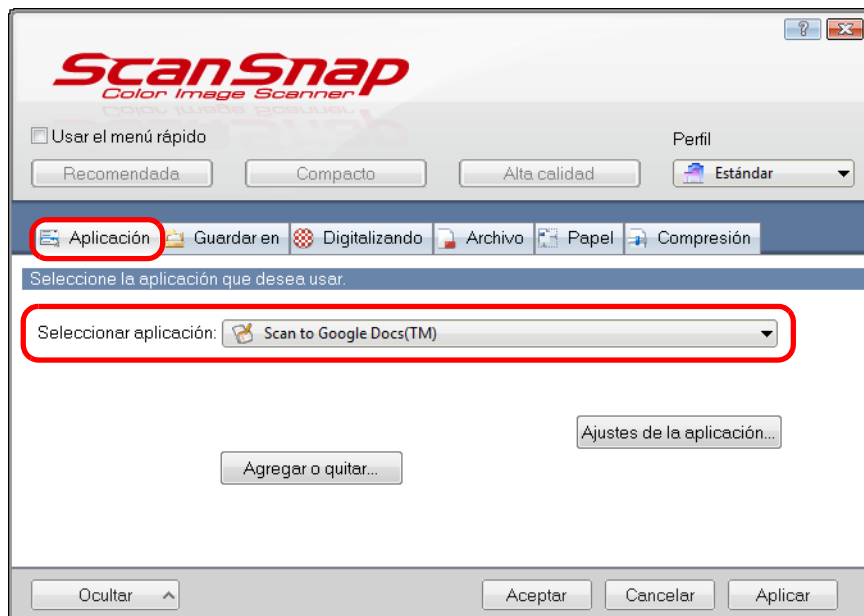 ScanSnap
Color Image Scanner
Usar el menú rápido
Perfil
Recomendada
Compacto
Alta calidad
Estándar
Aplicación
Guardar en
Digitalizando
Archivo
Papel
Compresión
Seleccione la aplicación que desea usar.
Seleccionar aplicación: Scan to Google Docs(TM)
Ajustes de la aplicación...
Agregar o quitar...
Ocultar
Aceptar
Cancelar
Aplicar